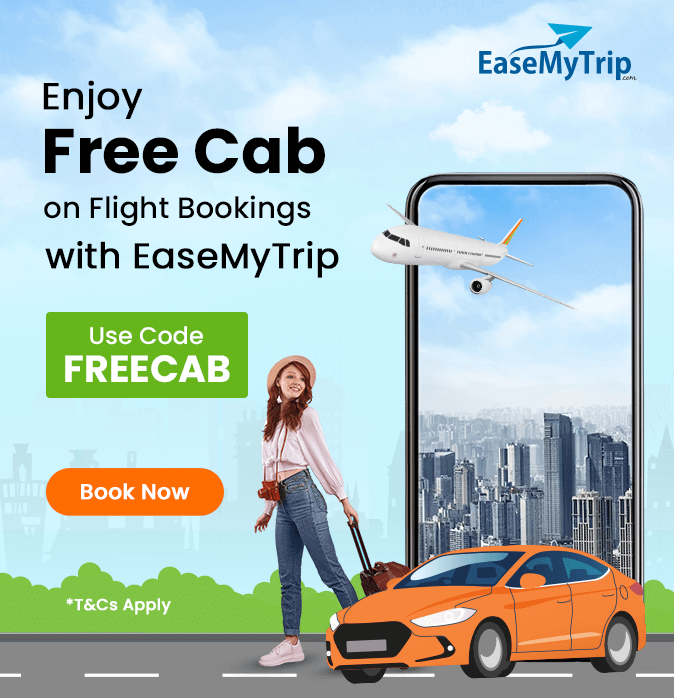 EaseMyTrip
.com
Enjoy
Free Cab
on Flight Bookings
with EaseMyTrip
Use Code
FREECAB
Book Now
*T&Cs Apply